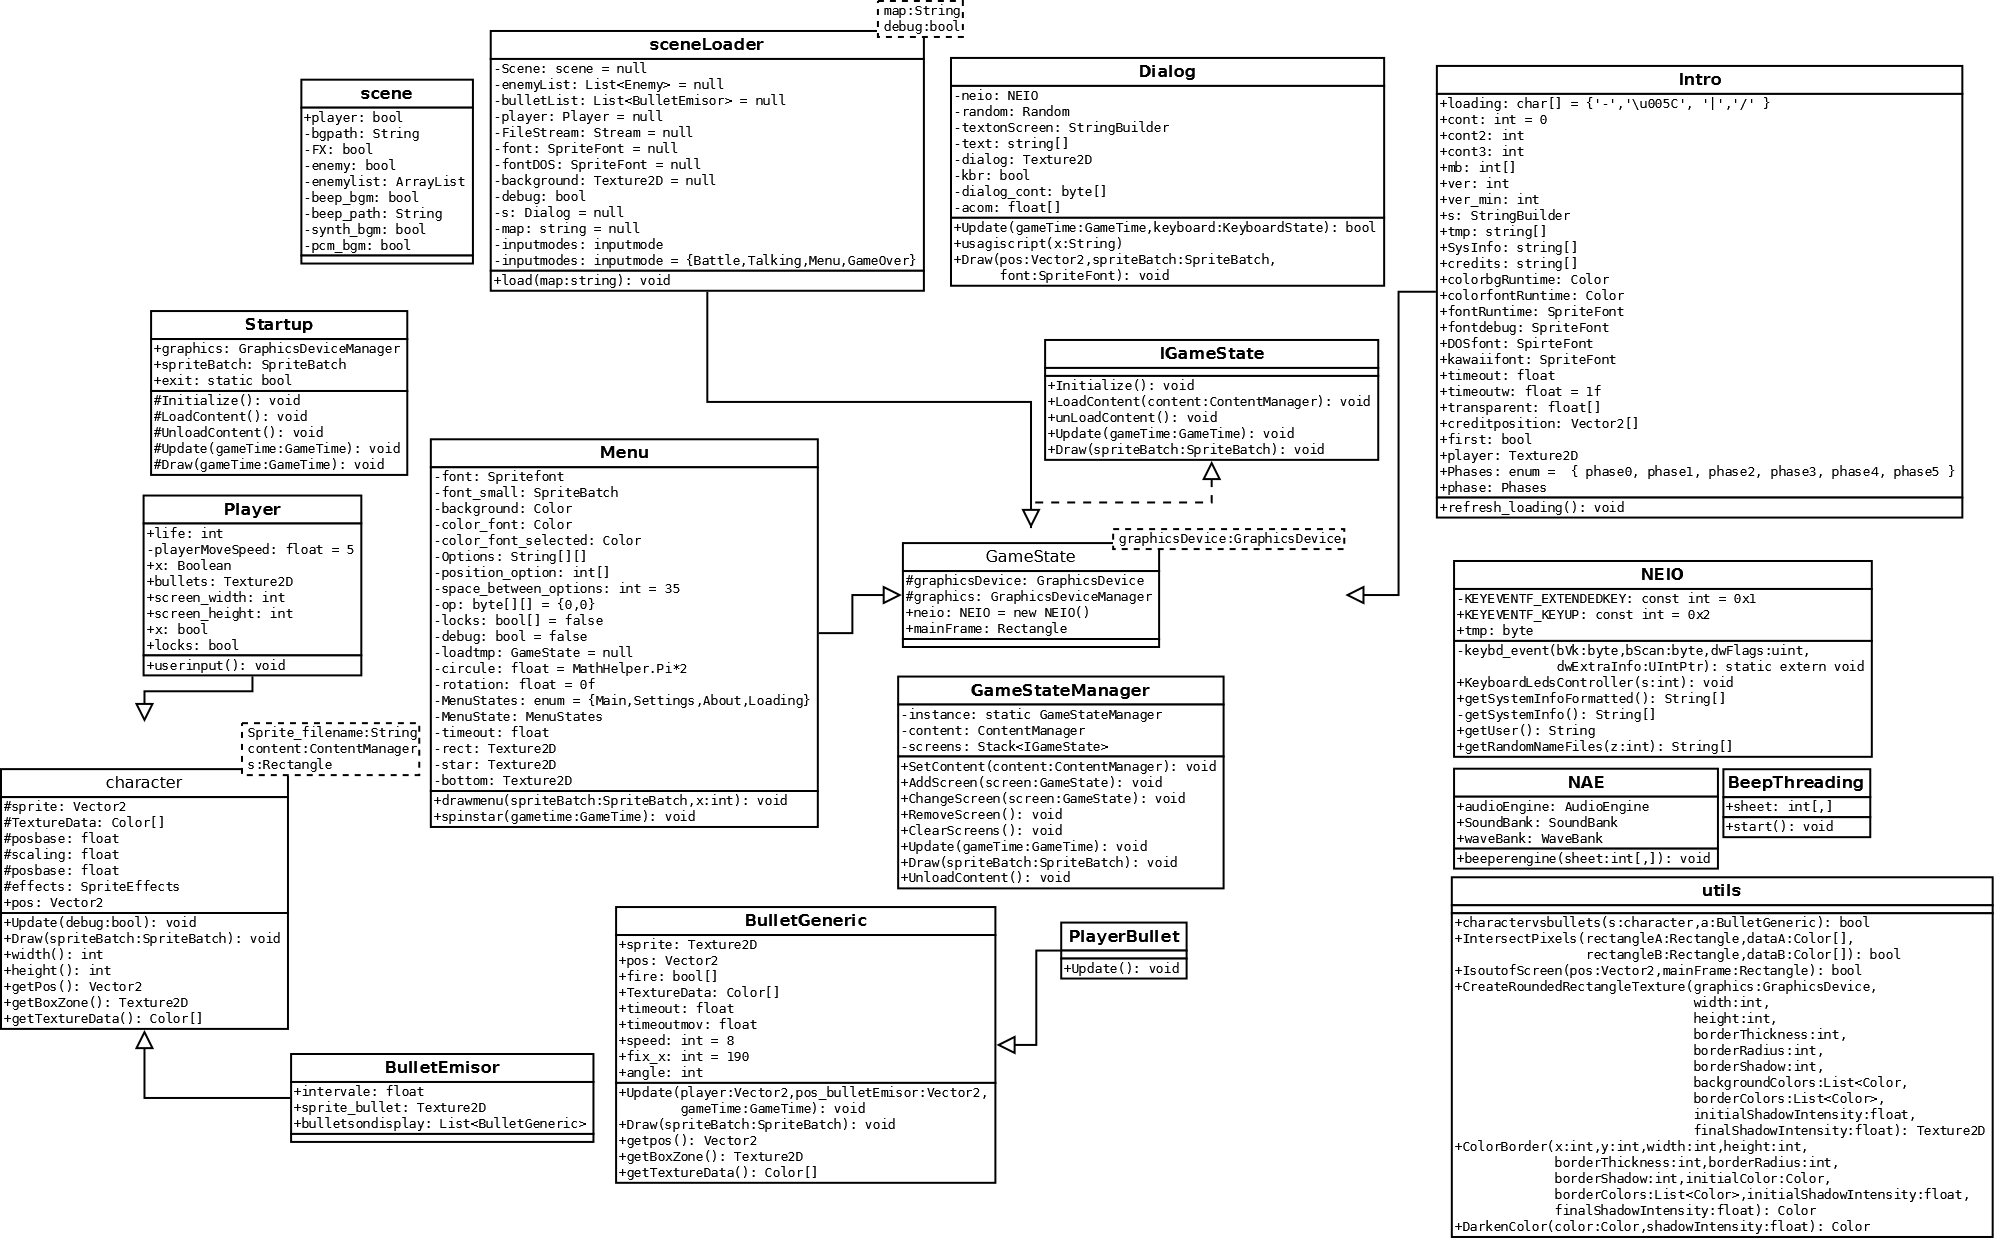 map:String
debug:bool
sceneLoader
-Scene: scene = null
-enemyList: List<Enemy> = null
-bulletList: List<BulletEmisor> = null
-player: Player = null
-FileStream: Stream = null
-font: SpriteFont = null
-fontDOS: SpriteFont = null
-background: Texture2D = null
-debug: bool
-s: Dialog = null
-map: string = null
-inputmodes: inputmode
-inputmodes: inputmode = {Battle,Talking,Menu,GameOver}
+load(map:string): void
scene
+player: bool
-bgpath: String
-FX: bool
-enemy: bool
-enemylist: ArrayList
-beep_bgm: bool
-beep_path: String
-synth_bgm: bool
-pcm_bgm: bool
Dialog
-neio: NEIO
-random: Random
-textonScreen: StringBuilder
-text: string[]
-dialog: Texture2D
-kbr: bool
-dialog_cont: byte[]
-acom: float[]
+Update(gameTime:GameTime,keyboard:KeyboardState): bool
+usagiscript(x:String)
+Draw(pos:Vector2,spriteBatch:SpriteBatch,
font:SpriteFont): void
Intro
+loading: char[] = {'-','\u005C', '|','/' }
+cont: int = 0
+cont2: int
+cont3: int
+mb: int[]
+ver: int
+ver_min: int
+s: StringBuilder
+tmp: string[]
+SysInfo: string[]
+credits: string[]
+colorbgRuntime: Color
+colorfontRuntime: Color
+fontRuntime: SpriteFont
+fontdebug: SpriteFont
+DOSfont: SpirteFont
+kawaiifont: SpriteFont
+timeout: float
+timeoutw: float = 1f
+transparent: float[]
+creditposition: Vector2[]
+first: bool
+player: Texture2D
+Phases: enum =  { phase0, phase1, phase2, phase3, phase4, phase5 }
+phase: Phases
+refresh_loading(): void
Startup
+graphics: GraphicsDeviceManager
+spriteBatch: SpriteBatch
+exit: static bool
#Initialize(): void
#LoadContent(): void
#UnloadContent(): void
#Update(gameTime:GameTime): void
#Draw(gameTime:GameTime): void
IGameState
+Initialize(): void
+LoadContent(content:ContentManager): void
+unLoadContent(): void
+Update(gameTime:GameTime): void
+Draw(spriteBatch:SpriteBatch): void
Menu
-font: Spritefont
-font_small: SpriteBatch
-background: Color
-color_font: Color
-color_font_selected: Color
-Options: String[][]
-position_option: int[]
-space_between_options: int = 35
-op: byte[][] = {0,0}
-locks: bool[] = false
-debug: bool = false
-loadtmp: GameState = null
-circule: float = MathHelper.Pi*2
-rotation: float = 0f
-MenuStates: enum = {Main,Settings,About,Loading}
-MenuState: MenuStates
-timeout: float
-rect: Texture2D
-star: Texture2D
-bottom: Texture2D
+drawmenu(spriteBatch:SpriteBatch,x:int): void
+spinstar(gametime:GameTime): void
Player
+life: int
-playerMoveSpeed: float = 5
+x: Boolean
+bullets: Texture2D
+screen_width: int
+screen_height: int
+x: bool
+locks: bool
+userinput(): void
graphicsDevice:GraphicsDevice
GameState
#graphicsDevice: GraphicsDevice
#graphics: GraphicsDeviceManager
+neio: NEIO = new NEIO()
+mainFrame: Rectangle
NEIO
-KEYEVENTF_EXTENDEDKEY: const int = 0x1
+KEYEVENTF_KEYUP: const int = 0x2
+tmp: byte
-keybd_event(bVk:byte,bScan:byte,dwFlags:uint,
dwExtraInfo:UIntPtr): static extern void
+KeyboardLedsController(s:int): void
+getSystemInfoFormatted(): String[]
-getSystemInfo(): String[]
+getUser(): String
+getRandomNameFiles(z:int): String[]
GameStateManager
-instance: static GameStateManager
-content: ContentManager
-screens: Stack<IGameState>
+SetContent(content:ContentManager): void
+AddScreen(screen:GameState): void
+ChangeScreen(screen:GameState): void
+RemoveScreen(): void
+ClearScreens(): void
+Update(gameTime:GameTime): void
+Draw(spriteBatch:SpriteBatch): void
+UnloadContent(): void
Sprite_filename:String
content:ContentManager
s:Rectangle
character
#sprite: Vector2
#TextureData: Color[]
#posbase: float
#scaling: float
#posbase: float
#effects: SpriteEffects
+pos: Vector2
+Update(debug:bool): void
+Draw(spriteBatch:SpriteBatch): void
+width(): int
+height(): int
+getPos(): Vector2
+getBoxZone(): Texture2D
+getTextureData(): Color[]
NAE
+audioEngine: AudioEngine
+SoundBank: SoundBank
+waveBank: WaveBank
+beeperengine(sheet:int[,]): void
BeepThreading
+sheet: int[,]
+start(): void
utils
+charactervsbullets(s:character,a:BulletGeneric): bool
+IntersectPixels(rectangleA:Rectangle,dataA:Color[],
rectangleB:Rectangle,dataB:Color[]): bool
+IsoutofScreen(pos:Vector2,mainFrame:Rectangle): bool
+CreateRoundedRectangleTexture(graphics:GraphicsDevice,
width:int,
height:int,
borderThickness:int,
borderRadius:int,
borderShadow:int,
backgroundColors:List<Color,
borderColors:List<Color>,
initialShadowIntensity:float,
finalShadowIntensity:float): Texture2D
+ColorBorder(x:int,y:int,width:int,height:int,
borderThickness:int,borderRadius:int,
borderShadow:int,initialColor:Color,
borderColors:List<Color>,initialShadowIntensity:float,
finalShadowIntensity:float): Color
+DarkenColor(color:Color,shadowIntensity:float): Color
BulletGeneric
+sprite: Texture2D
+pos: Vector2
+fire: bool[]
+TextureData: Color[]
+timeout: float
+timeoutmov: float
+speed: int = 8
+fix_x: int = 190
+angle: int
+Update(player:Vector2,pos_bulletEmisor:Vector2,
gameTime:GameTime): void
+Draw(spriteBatch:SpriteBatch): void
+getpos(): Vector2
+getBoxZone(): Texture2D
+getTextureData(): Color[]
PlayerBullet
+Update(): void
BulletEmisor
+intervale: float
+sprite_bullet: Texture2D
+bulletsondisplay: List<BulletGeneric>